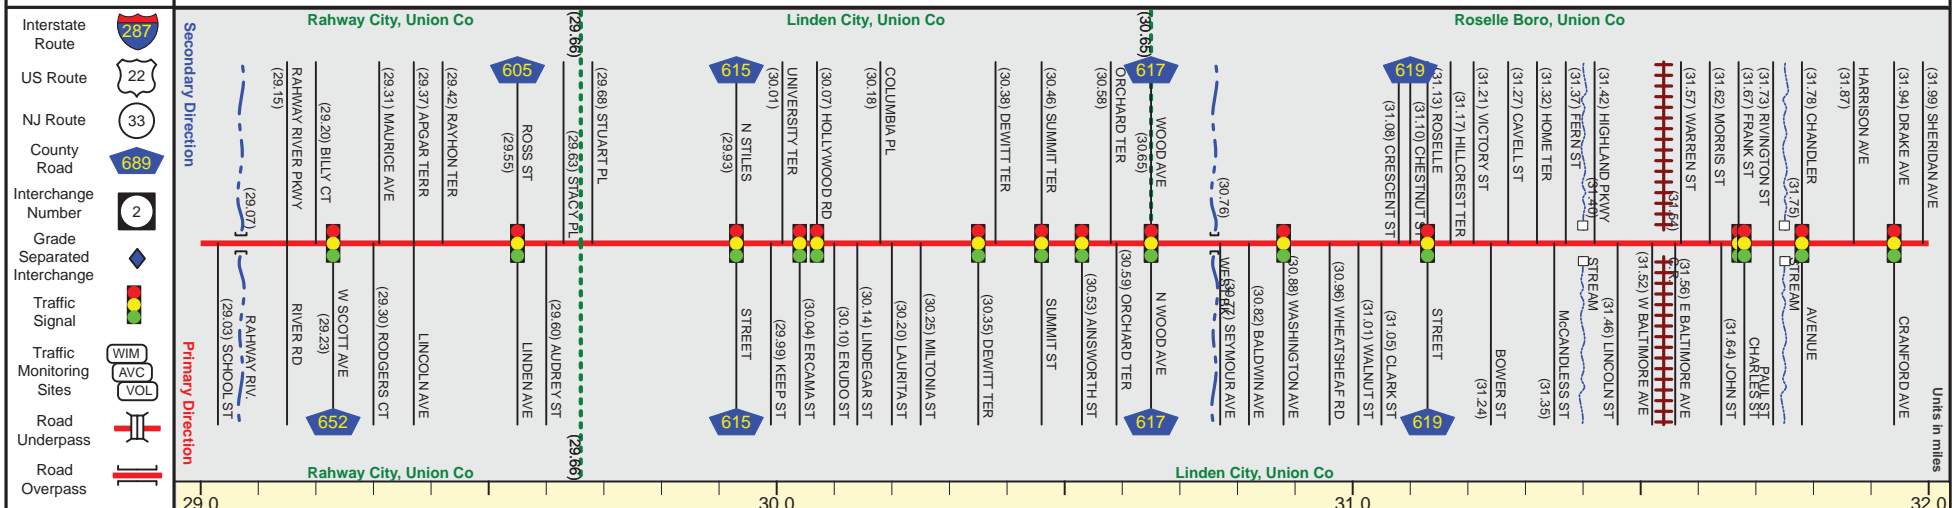 Interstate
Route
287
US Route
22
NJ Route
33
County
Road
689
Interchange
Number
2
Grade
Separated
Interchange
Traffic
Signal
Traffic
Monitoring
Sites
WIM
AVC
VOL
Road
Underpass
Road
Overpass
Secondary Direction
Primary Direction
Rahway City, Union Co
(29.66)
Linden City, Union Co
(30.65)
Roselle Boro, Union Co
(29.07)
(29.15)
RAHWAY RIVER PKWY
(29.20) BILLY CT
(29.31) MAURICE AVE
(29.37) APGAR TERR
(29.42) RAYHON TER
605
ROSS ST
(29.55)
(29.63) STACY PL
(29.68) STUART PL
615
N STILES
(29.93)
(30.01)
UNIVERSITY TER
(30.07) HOLLYWOOD RD
(30.18)
COLUMBIA PL
(30.38) DEWITT TER
(30.46) SUMMIT TER
(30.58)
ORCHARD TER
617
WOOD AVE
(30.65)
(30.76)
619
(31.08) CRESCENT ST
(31.10) CHESTNUT ST
(31.13) ROSELLE
(31.17) HILLCREST TER
(31.21) VICTORY ST
(31.27) CAVELL ST
(31.32) HOME TER
(31.37) FERN ST
(31.40)
(31.42) HIGHLAND PKWY
(31.54)
(31.57) WARREN ST
(31.62) MORRIS ST
(31.67) FRANK ST
(31.73) RIVINGTON ST
(31.75)
(31.78) CHANDLER
(31.87)
HARRISON AVE
(31.94) DRAKE AVE
(31.99) SHERIDAN AVE
(29.03) SCHOOL ST
RAHWAY RIV.
RIVER RD
(29.23)
W SCOTT AVE
652
(29.30) RODGERS CT
LINCOLN AVE
LINDEN AVE
(29.60) AUDREY ST
(29.66)
STREET
615
(29.99) KEEP ST
(30.04) ERCAMA ST
(30.10) ERUDO ST
(30.14) LINDEGAR ST
(30.20) LAURITA ST
(30.25) MILTONIA ST
(30.35) DEWITT TER
SUMMIT ST
(30.53) AINSWORTH ST
(30.59) ORCHARD TER
N WOOD AVE
617
WEST BK
(30.77) SEYMOUR AVE
(30.82) BALDWIN AVE
(30.88) WASHINGTON AVE
(30.96) WHEATSHEAF RD
(31.01) WALNUT ST
(31.05) CLARK ST
STREET
619
BOWER ST
(31.24)
(31.35)
McCANDLESS ST
STREAM
(31.46) LINCOLN ST
(31.52) W BALTIMORE AVE
(31.56) E BALTIMORE AVE
(31.64) JOHN ST
CHARLES ST
PAUL ST
STREAM
AVENUE
CRANFORD AVE
Units in miles
Rahway City, Union Co
Linden City, Union Co
29.0
30.0
31.0
32.0